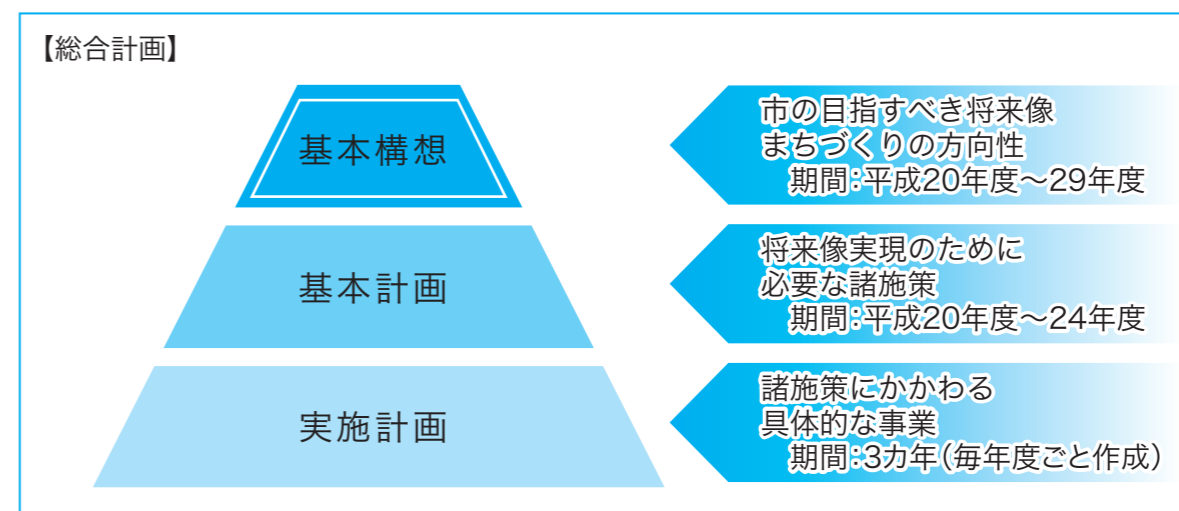 【総合計画】
基本構想
市の目指すべき将来像
まちづくりの方向性
期間:平成20年度～29年度
基本計画
将来像実現のために
必要な諸施策
期間:平成20年度～24年度
実施計画
諸施策にかかわる
具体的な事業
期間:3カ年(毎年度ごと作成)